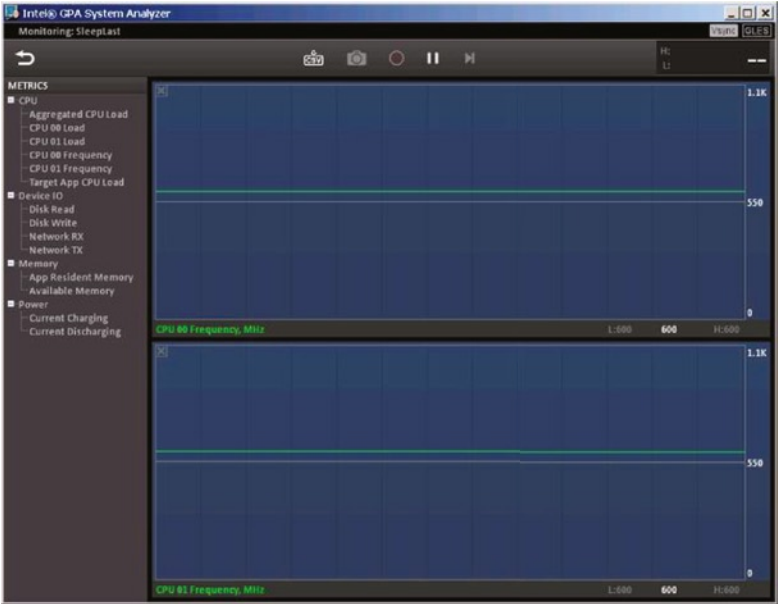 Intel® GPA System Analyzer
Monitoring: SleepLast
Vsync GLES
CSV
H:
L:
--
METRICS
CPU
Aggregated CPU Load
CPU 00 Load
CPU 01 Load
CPU 00 Frequency
CPU 01 Frequency
Target App CPU Load
Device IO
Disk Read
Disk Write
Network RX
Network TX
Memory
App Resident Memory
Available Memory
Power
Current Charging
Current Discharging
1.1K
550
0
CPU 00 Frequency, MHz L:600 600 H:600
1.1K
550
0
CPU 01 Frequency, MHz L:600 600 H:600